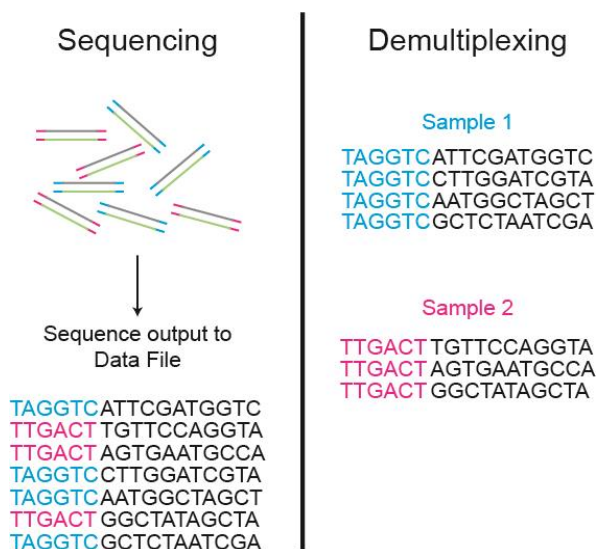 Sequencing
Sequence output to
Data File
TAGGTCATTCGATGGTC
TTGACTTGTTCCAGGTA
TTGACTAGTGAATGCCA
TAGGTCCTTGGATCGTA
TAGGTCAATGGCTAGCT
TTGACTGGCTATAGCTA
TAGGTCGCTCTAATCGA
Demultiplexing
Sample 1
TAGGTCATTCGATGGTC
TAGGTCCTTGGATCGTA
TAGGTCAATGGCTAGCT
TAGGTCGCTCTAATCGA
Sample 2
TTGACTTGTTCCAGGTA
TTGACTAGTGAATGCCA
TTGACTGGCTATAGCTA